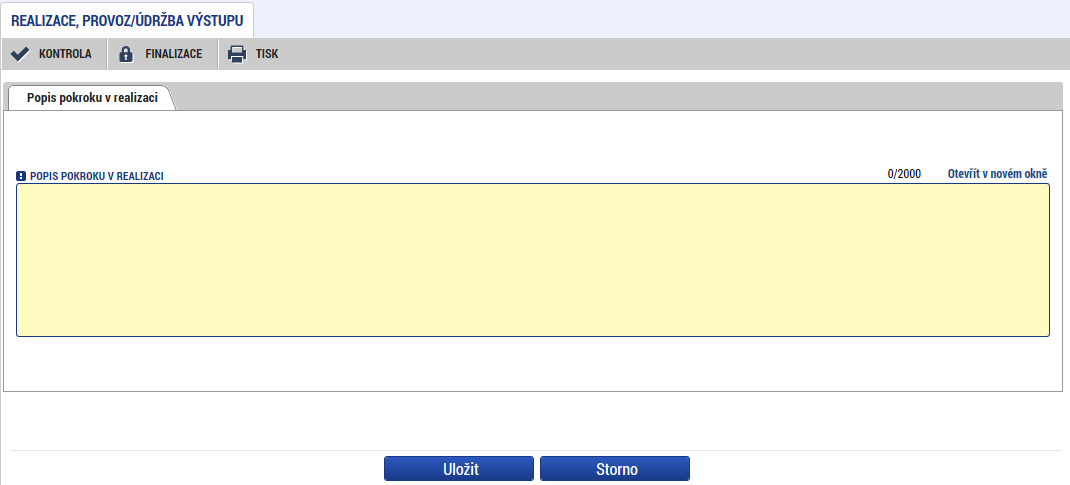 REALIZACE, PROVOZ/ÚDRŽBA VÝSTUPU
KONTROLA FINALIZACE TISK
Popis pokroku v realizaci
POPIS POKROKU V REALIZACI 0/2000 Otevřít v novém okně
Uložit Storno